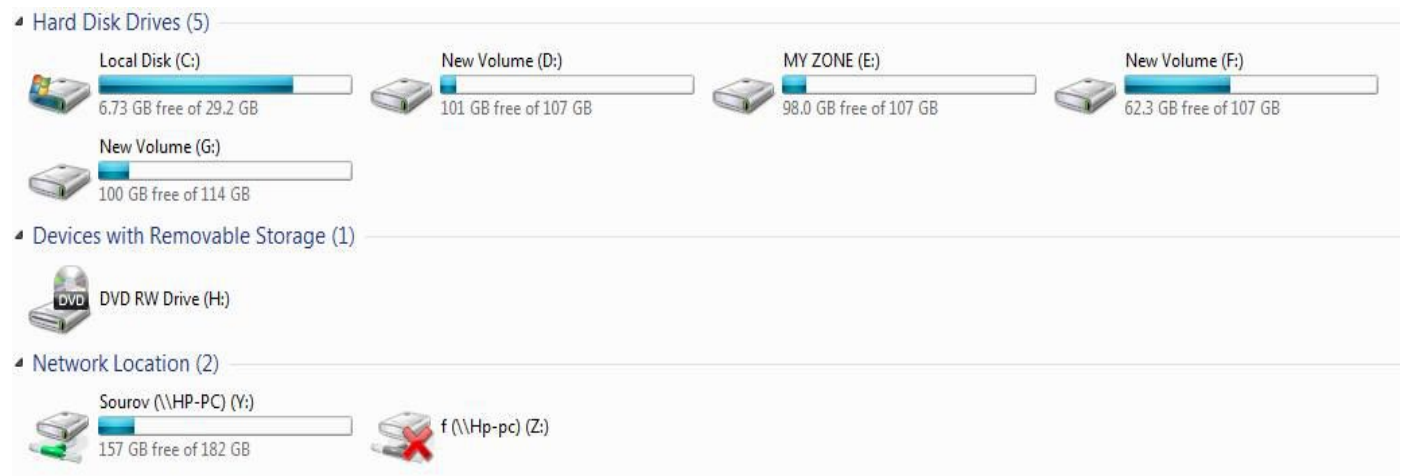 Hard Disk Drives (5)
Local Disk (C:)
6.73 GB free of 29.2 GB
New Volume (D:)
101 GB free of 107 GB
MY ZONE (E:)
98.0 GB free of 107 GB
New Volume (F:)
62.3 GB free of 107 GB
New Volume (G:)
100 GB free of 114 GB
Devices with Removable Storage (1)
DVD
DVD RW Drive (H:)
Network Location (2)
Sourov (\\HP-PC) (Y:)
157 GB free of 182 GB
f (\\Hp-pc) (Z:)